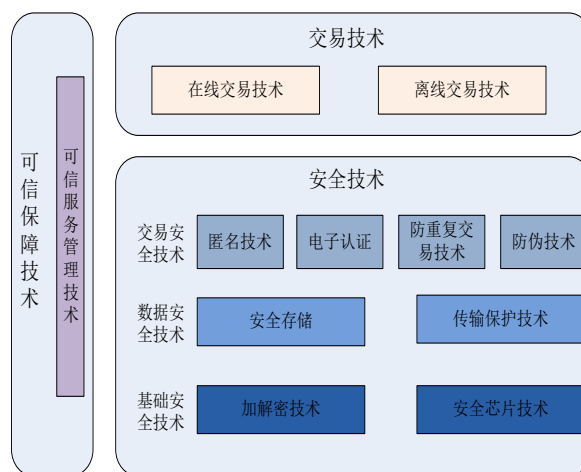 可信保障技术
可信服务管理技术
交易技术
在线交易技术
离线交易技术
安全技术
交易安
全技术
匿名技术
电子认证
防重复交
易技术
防伪技术
数据安
全技术
安全存储
传输保护技术
基础安
全技术
加解密技术
安全芯片技术